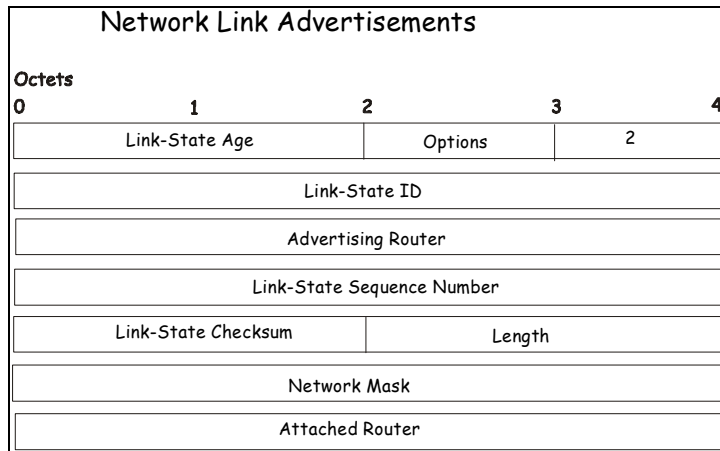 Network Link Advertisements
Octets
0 1 2 3 4
Link-State Age Options 2
Link-State ID
Advertising Router
Link-State Sequence Number
Link-State Checksum Length
Network Mask
Attached Router